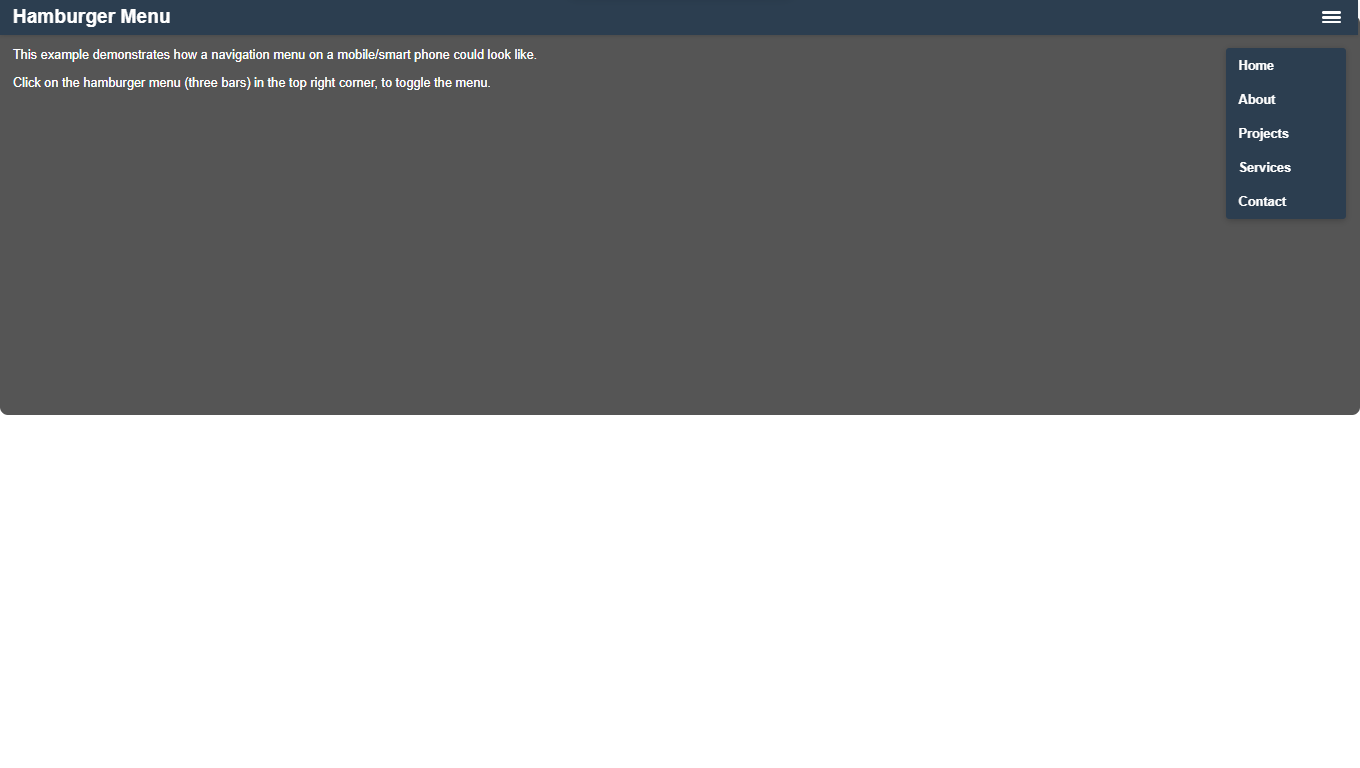 Hamburger Menu
This example demonstrates how a navigation menu on a mobile/smart phone could look like.
Click on the hamburger menu (three bars) in the top right corner, to toggle the menu.
Home
About
Projects
Services
Contact